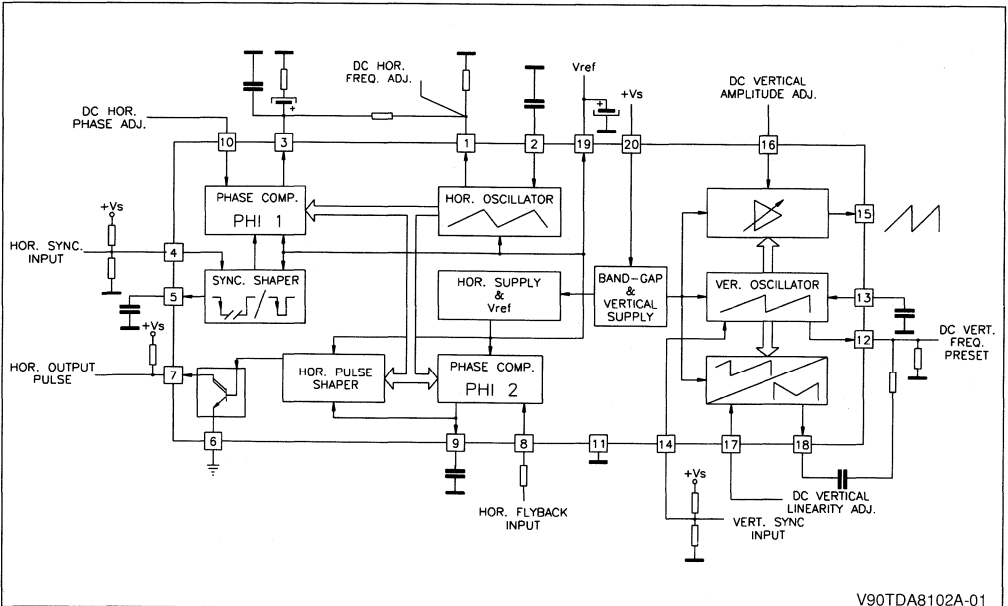 DC HOR.
FREQ. ADJ.
Vref
+Vs
DC VERTICAL
AMPLITUDE ADJ.
DC HOR.
PHASE ADJ.
+
+
10
3
1
2
19
20
16
PHASE COMP.
PHI 1
HOR. OSCILLATOR
15
+Vs
HOR. SYNC.
INPUT
4
SYNC. SHAPER
/
5
HOR. SUPPLY
&
Vref
BAND-GAP
&
VERTICAL
SUPPLY
VER. OSCILLATOR
13
12
DC VERT.
FREQ.
PRESET
+Vs
HOR. OUTPUT
PULSE
7
HOR. PULSE
SHAPER
PHASE COMP.
PHI 2
6
9
8
11
14
17
18
HOR. FLYBACK
INPUT
+Vs
DC VERTICAL
LINEARITY ADJ.
VERT. SYNC
INPUT
V90TDA8102A-01